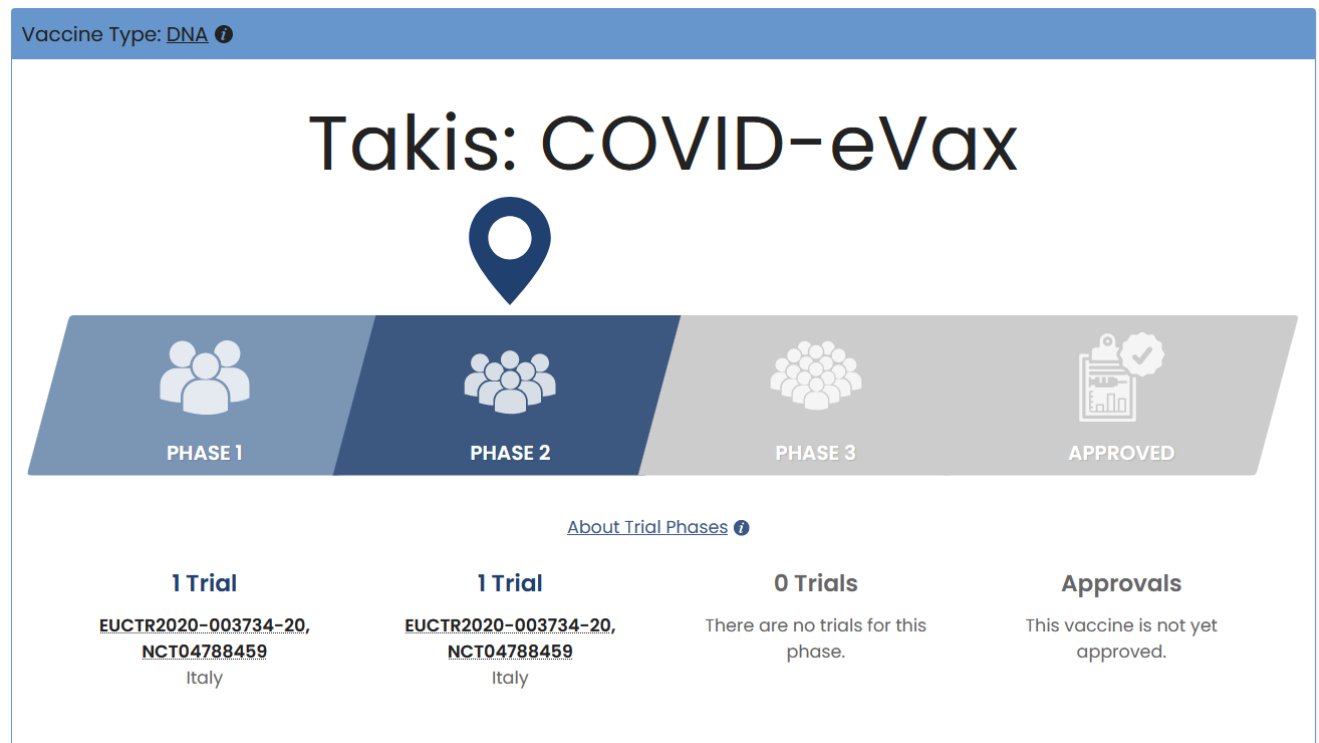 Vaccine Type: DNA i
Takis: COVID-eVax
PHASE 1
PHASE 2
PHASE 3
APPROVED
About Trial Phases i
1 Trial
EUCTR2020-003734-20,
NCT04788459
Italy
1 Trial
EUCTR2020-003734-20,
NCT04788459
Italy
0 Trials
There are no trials for this
phase.
Approvals
This vaccine is not yet
approved.